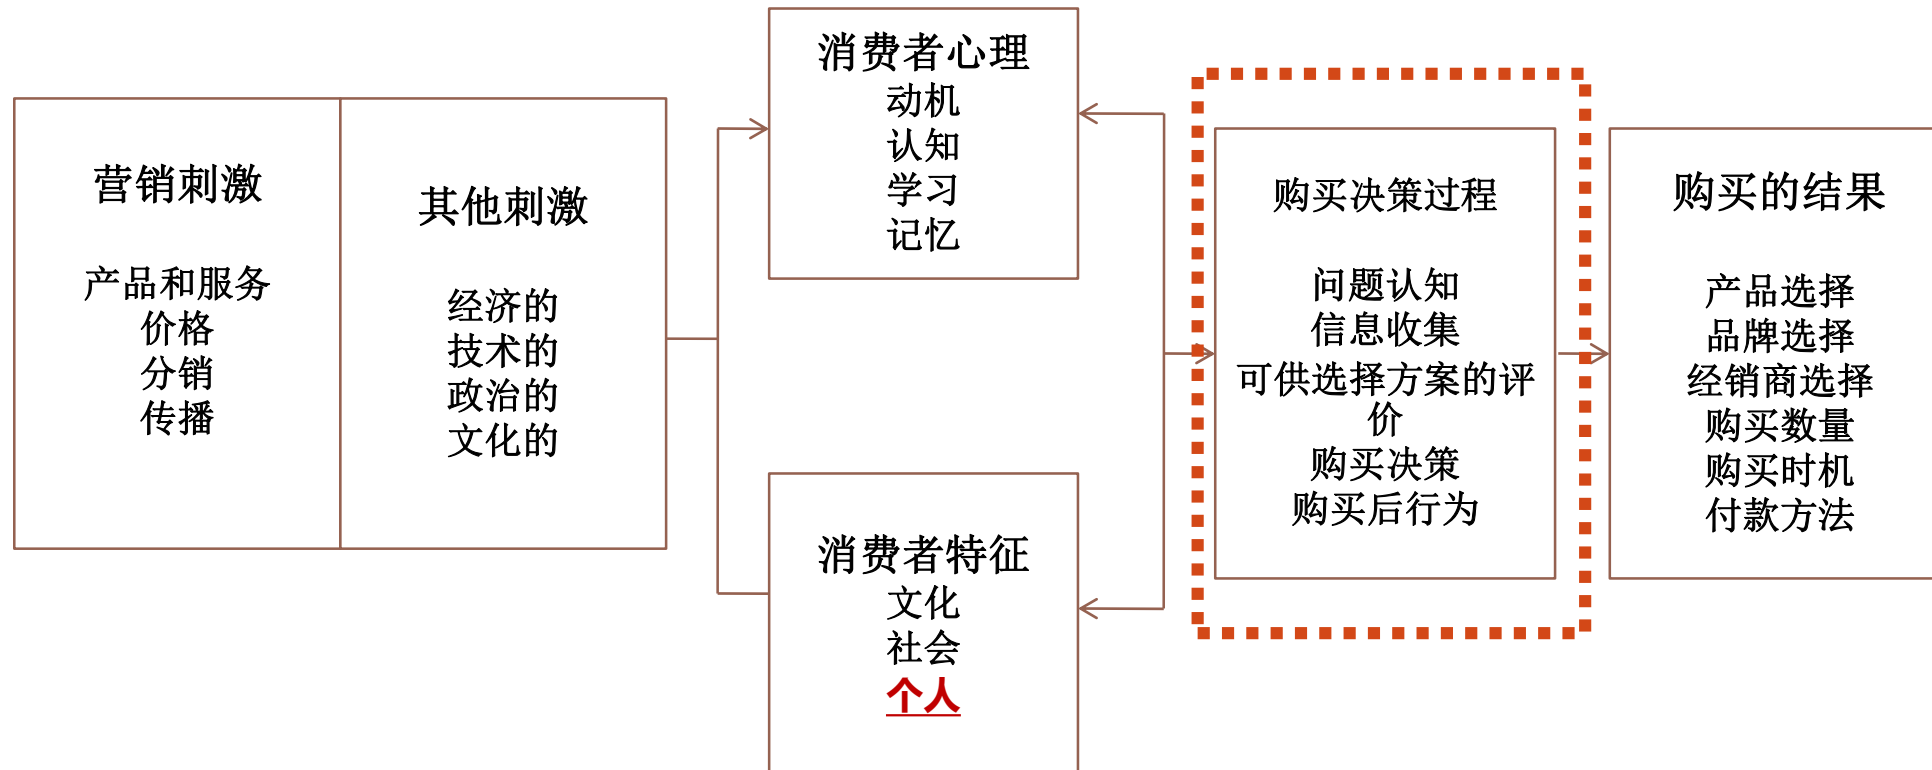 营销刺激
产品和服务
价格
分销
传播
其他刺激
经济的
技术的
政治的
文化的
消费者心理
动机
认知
学习
记忆
消费者特征
文化
社会
个人
购买决策过程
问题认知
信息收集
可供选择方案的评
价
购买决策
购买后行为
购买的结果
产品选择
品牌选择
经销商选择
购买数量
购买时机
付款方法